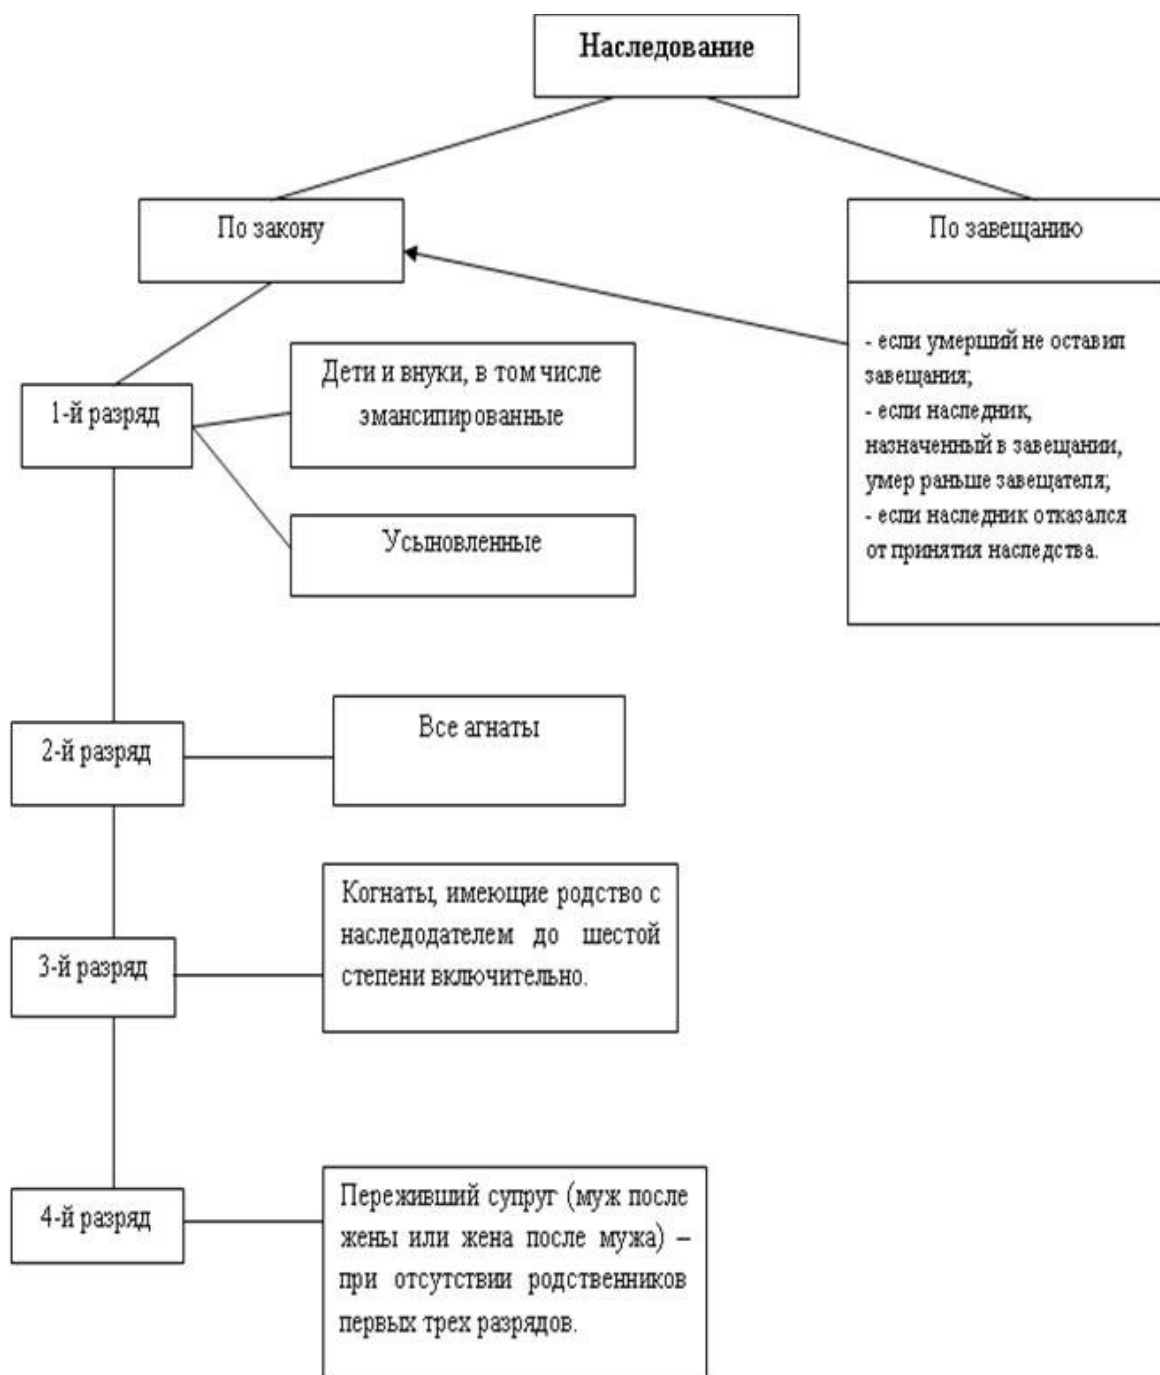 Наследование
По закону
По завещанию
- если умерший не оставил
завещания;
- если наследник,
назначенный в завещании,
умер раньше завещателя;
- если наследник отказался
от принятия наследства.
1-й разряд
Дети и внуки, в том числе
эмансипированные
Усыновленные
2-й разряд
Все агнаты
3-й разряд
Когнаты, имеющие родство с
наследодателем до шестой
степени включительно.
4-й разряд
Переживший супруг (муж после
жены или жена после мужа) –
при отсутствии родственников
первых трех разрядов.